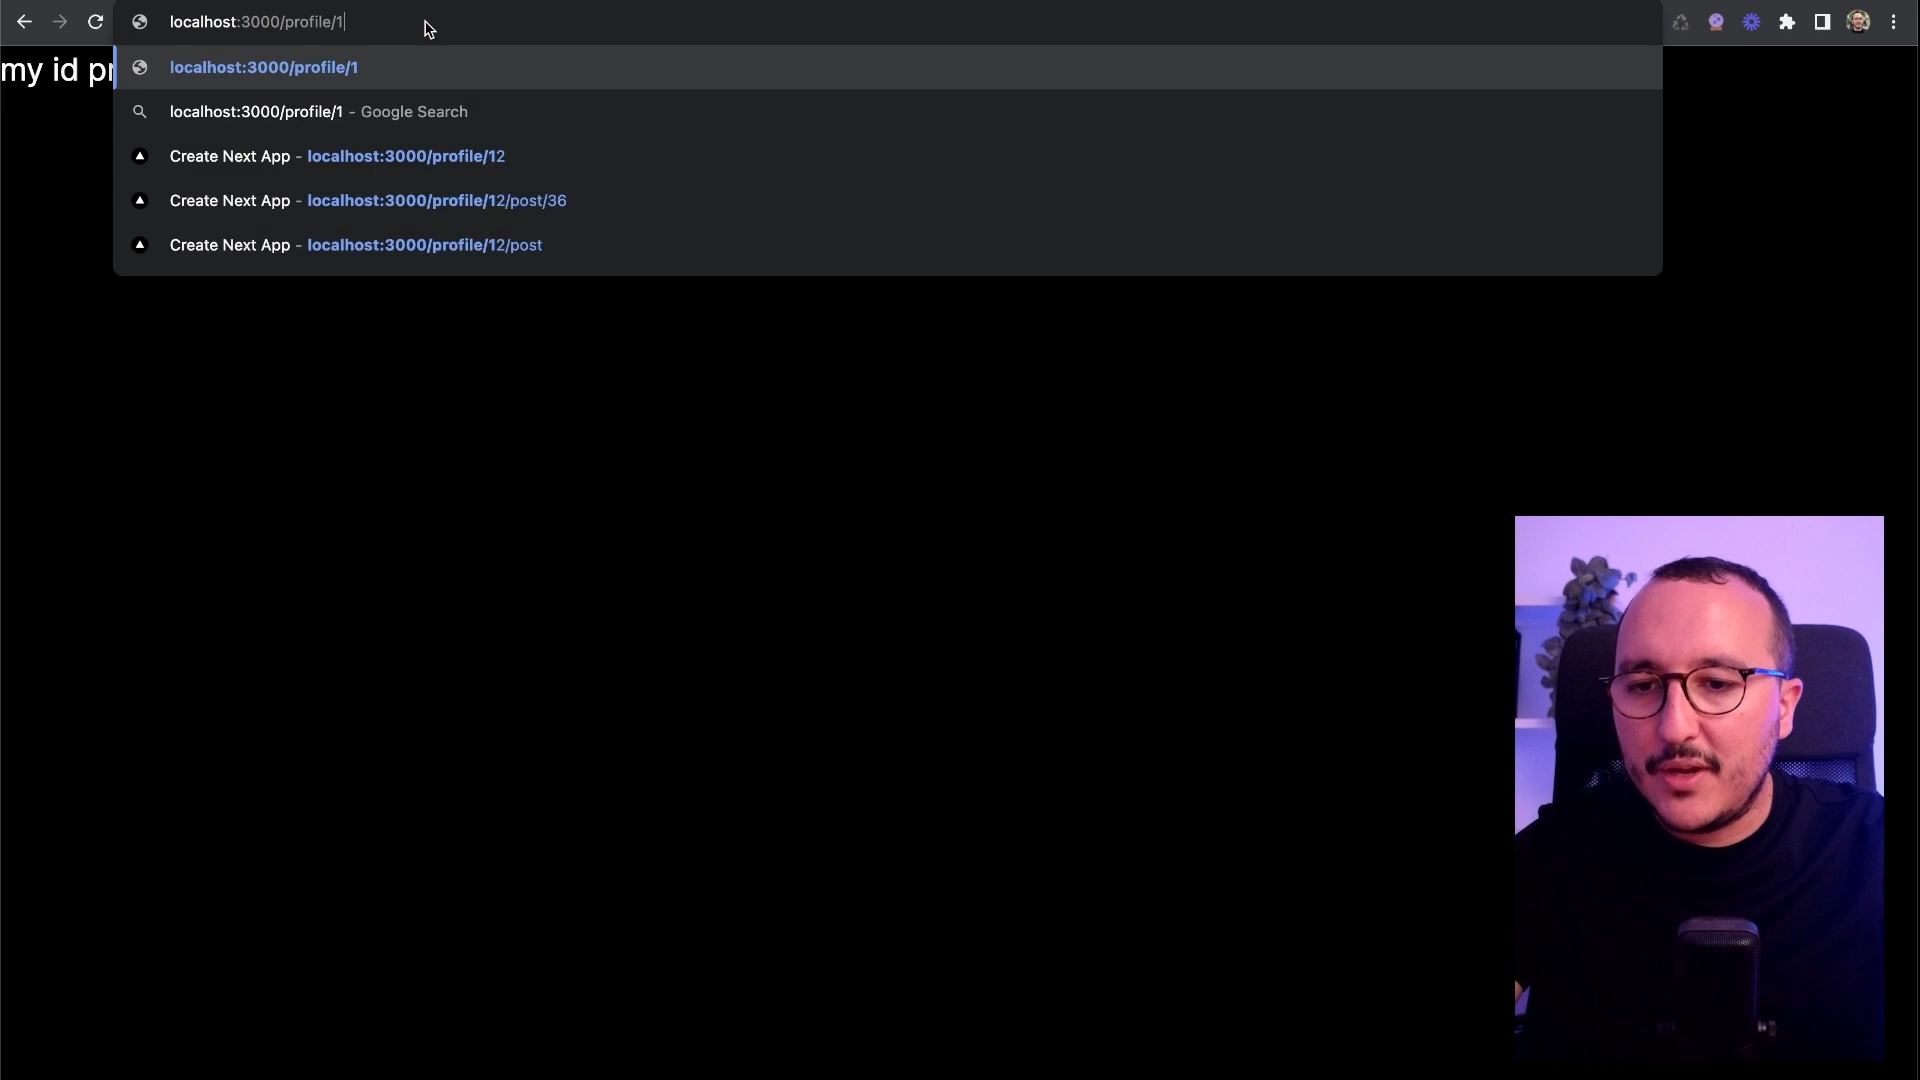 localhost:3000/profile/1
my id pr
localhost:3000/profile/1
localhost:3000/profile/1 - Google Search
Create Next App - localhost:3000/profile/12
Create Next App - localhost:3000/profile/12/post/36
Create Next App - localhost:3000/profile/12/post